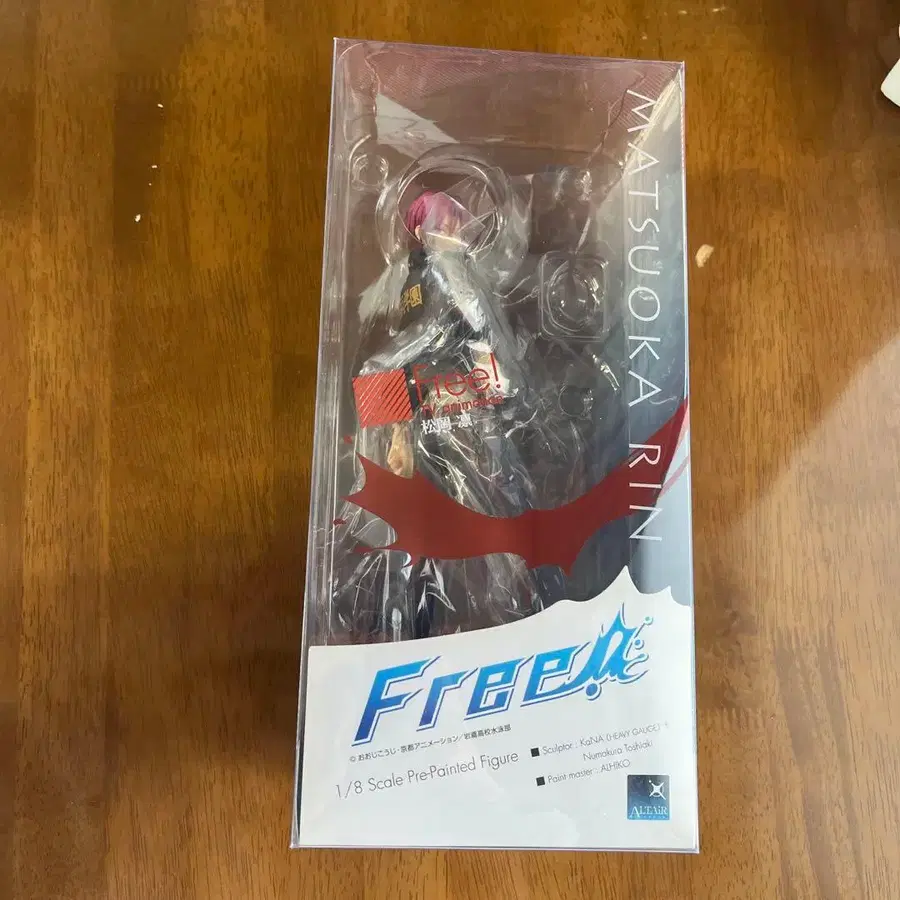 MATSUOKA RIN
Free!
TV animation
松岡 凛
Free!
© おおじこうじ・京都アニメーション/岩鳶高校水泳部
1/8 Scale Pre-Painted Figure
■ Sculptor : KaNA (HEAVY GAUGE) +
Numakura Toshiaki
■ Paint master : AIHIKO
ALTAiR